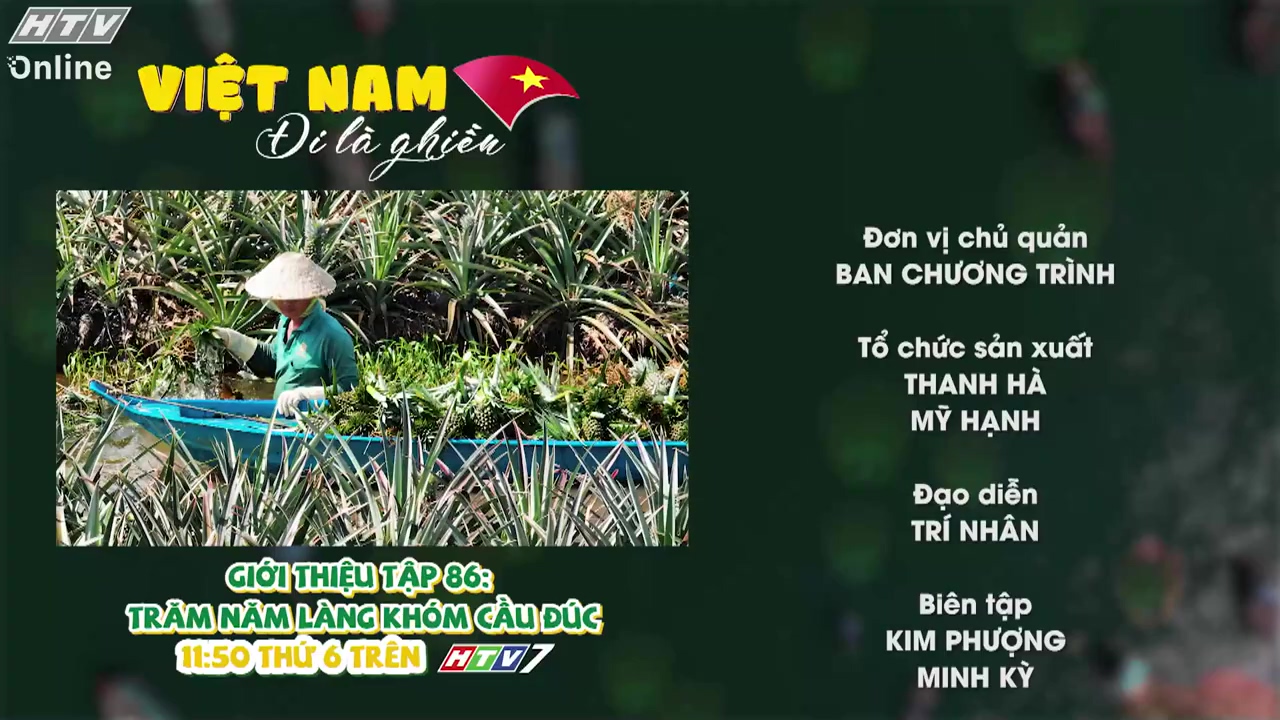 HTV
Online
VIỆT NAM
Đi là ghiền
GIỚI THIỆU TẬP 86:
TRĂM NĂM LÀNG KHÓM CẦU ĐÚC
11:50 THỨ 6 TRÊN HTV7
Đơn vị chủ quản
BAN CHƯƠNG TRÌNH
Tổ chức sản xuất
THANH HÀ
MỸ HẠNH
Đạo diễn
TRÍ NHÂN
Biên tập
KIM PHƯỢNG
MINH KỲ